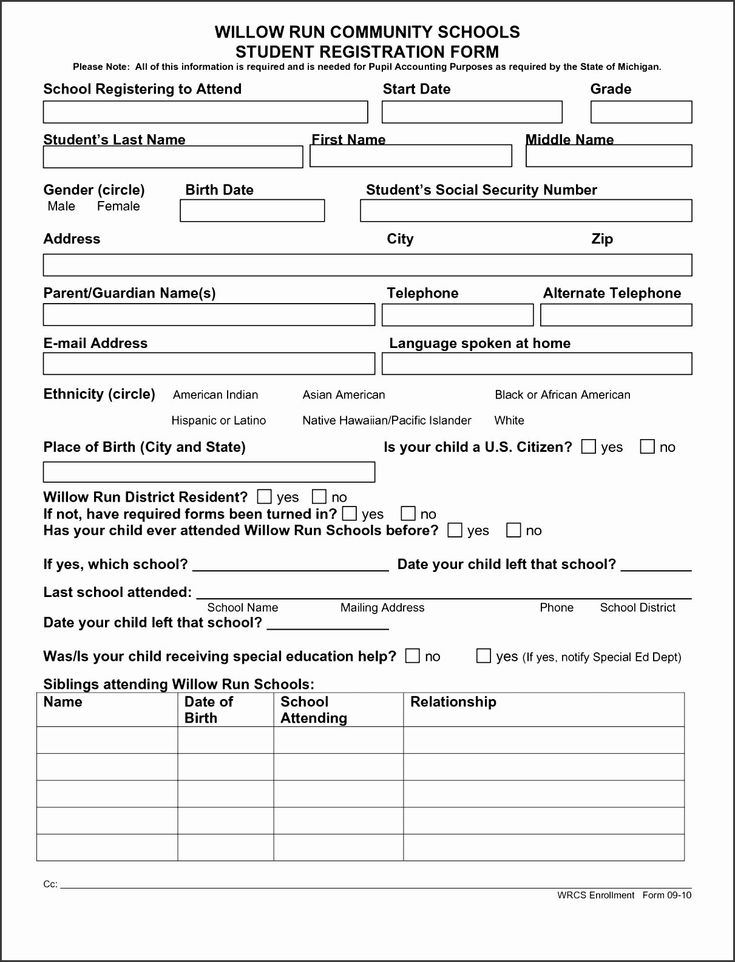 WILLOW RUN COMMUNITY SCHOOLS
STUDENT REGISTRATION FORM
Please Note: All of this information is required and is needed for Pupil Accounting Purposes as required by the State of Michigan.
School Registering to Attend Start Date Grade
Student's Last Name First Name Middle Name
Gender (circle) Birth Date Student's Social Security Number
Male Female
Address City Zip
Parent/Guardian Name(s) Telephone Alternate Telephone
E-mail Address Language spoken at home
Ethnicity (circle) American Indian Asian American Black or African American
Hispanic or Latino Native Hawaiian/Pacific Islander White
Place of Birth (City and State) Is your child a U.S. Citizen? yes no
Willow Run District Resident? yes no
If not, have required forms been turned in? yes no
Has your child ever attended Willow Run Schools before? yes no
If yes, which school? Date your child left that school?
Last school attended:
School Name Mailing Address Phone School District
Date your child left that school?
Was/Is your child receiving special education help? no yes (If yes, notify Special Ed Dept)
Siblings attending Willow Run Schools:
Name Date of School Relationship
Birth Attending
Cc:
WRCS Enrollment Form 09-10